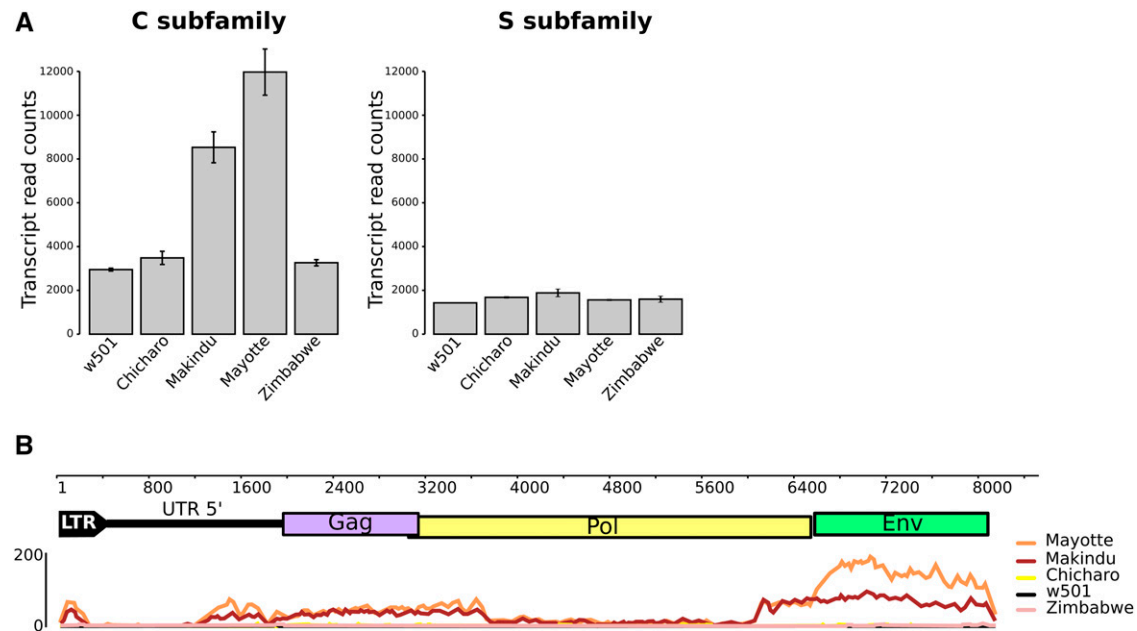 A
C subfamily
S subfamily
Transcript read counts
12000
10000
8000
6000
4000
2000
0
w501
Chicharo
Makindu
Mayotte
Zimbabwe
Transcript read counts
12000
10000
8000
6000
4000
2000
0
w501
Chicharo
Makindu
Mayotte
Zimbabwe
B
1 800 1600 2400 3200 4000 4800 5600 6400 7200 8000
LTR UTR 5' Gag Pol Env
200
0
Mayotte
Makindu
Chicharo
w501
Zimbabwe